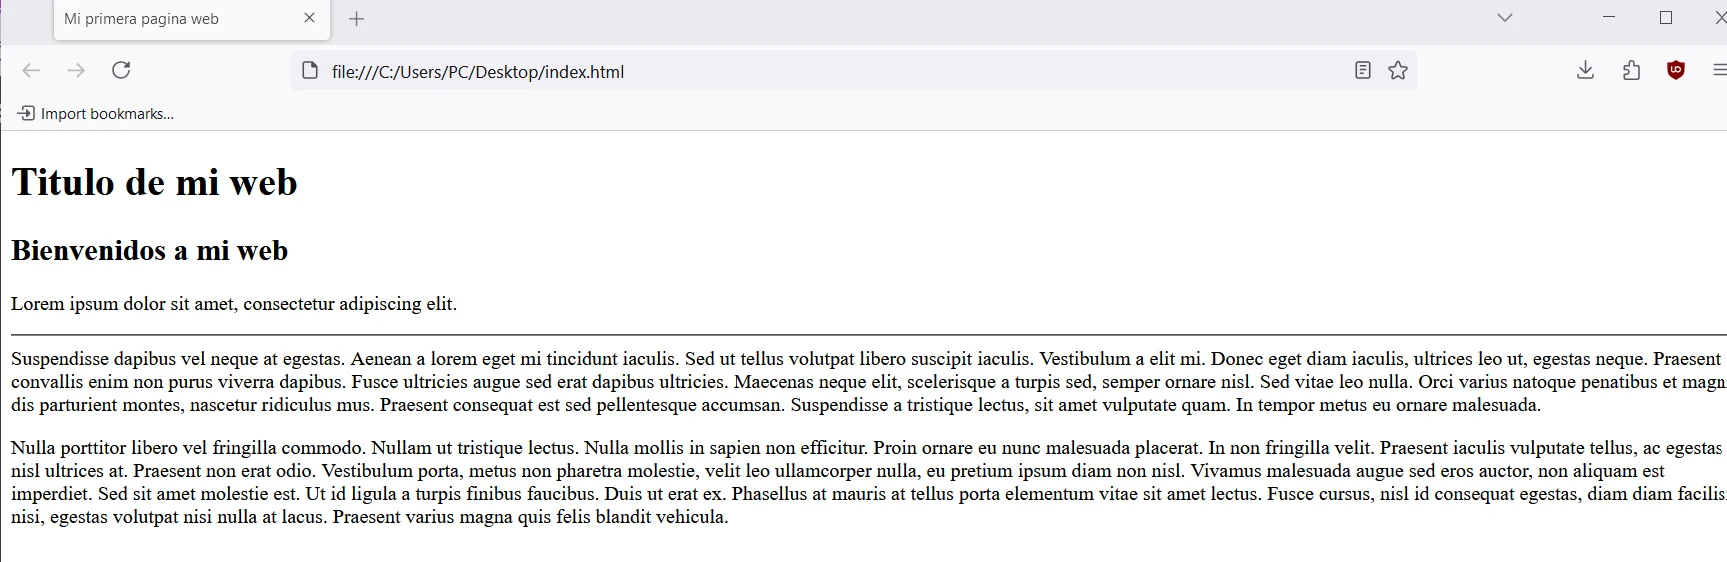 Mi primera pagina web
file:///C:/Users/PC/Desktop/index.html
Import bookmarks...
Titulo de mi web
Bienvenidos a mi web
Lorem ipsum dolor sit amet, consectetur adipiscing elit.
Suspendisse dapibus vel neque at egestas. Aenean a lorem eget mi tincidunt iaculis. Sed ut tellus volutpat libero suscipit iaculis. Vestibulum a elit mi. Donec eget diam iaculis, ultrices leo ut, egestas neque. Praesent
convallis enim non purus viverra dapibus. Fusce ultricies augue sed erat dapibus ultricies. Maecenas neque elit, scelerisque a turpis sed, semper ornare nisl. Sed vitae leo nulla. Orci varius natoque penatibus et magn
dis parturient montes, nascetur ridiculus mus. Praesent consequat est sed pellentesque accumsan. Suspendisse a tristique lectus, sit amet vulputate quam. In tempor metus eu ornare malesuada.
Nulla porttitor libero vel fringilla commodo. Nullam ut tristique lectus. Nulla mollis in sapien non efficitur. Proin ornare eu nunc malesuada placerat. In non fringilla velit. Praesent iaculis vulputate tellus, ac egestas
nisl ultrices at. Praesent non erat odio. Vestibulum porta, metus non pharetra molestie, velit leo ullamcorper nulla, eu pretium ipsum diam non nisl. Vivamus malesuada augue sed eros auctor, non aliquam est
imperdiet. Sed sit amet molestie est. Ut id ligula a turpis finibus faucibus. Duis ut erat ex. Phasellus at mauris at tellus porta elementum vitae sit amet lectus. Fusce cursus, nisl id consequat egestas, diam diam facilis
nisi, egestas volutpat nisi nulla at lacus. Praesent varius magna quis felis blandit vehicula.